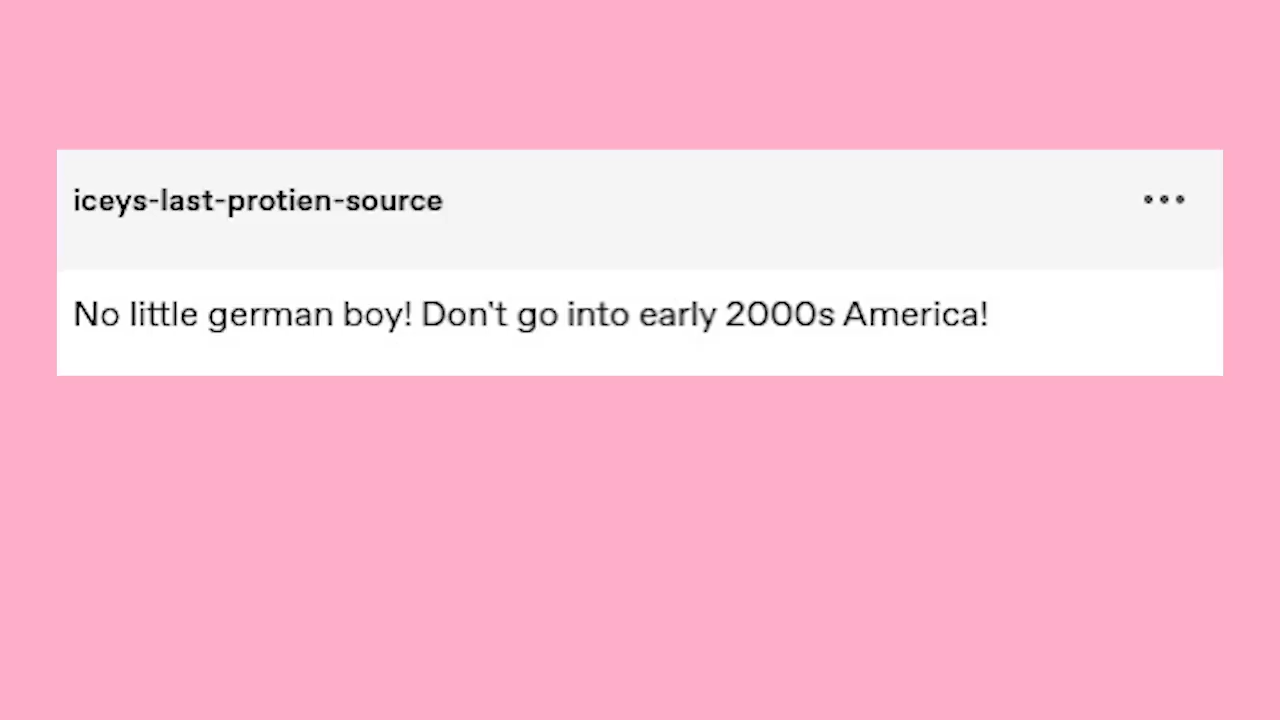 iceys-last-protien-source
No little german boy! Don't go into early 2000s America!